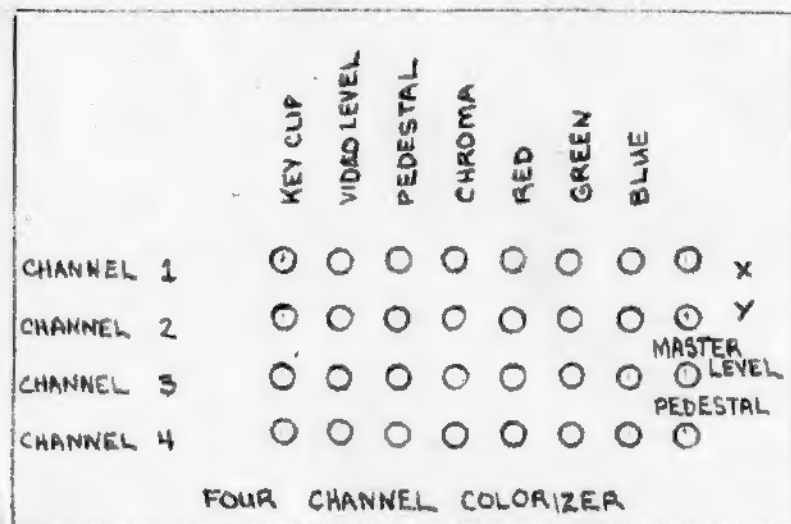 KEY CLIP
VIDEO LEVEL
PEDESTAL
CHROMA
RED
GREEN
BLUE
CHANNEL 1
X
CHANNEL 2
Y
MASTER
CHANNEL 3
LEVEL
PEDESTAL
CHANNEL 4
FOUR CHANNEL COLORIZER